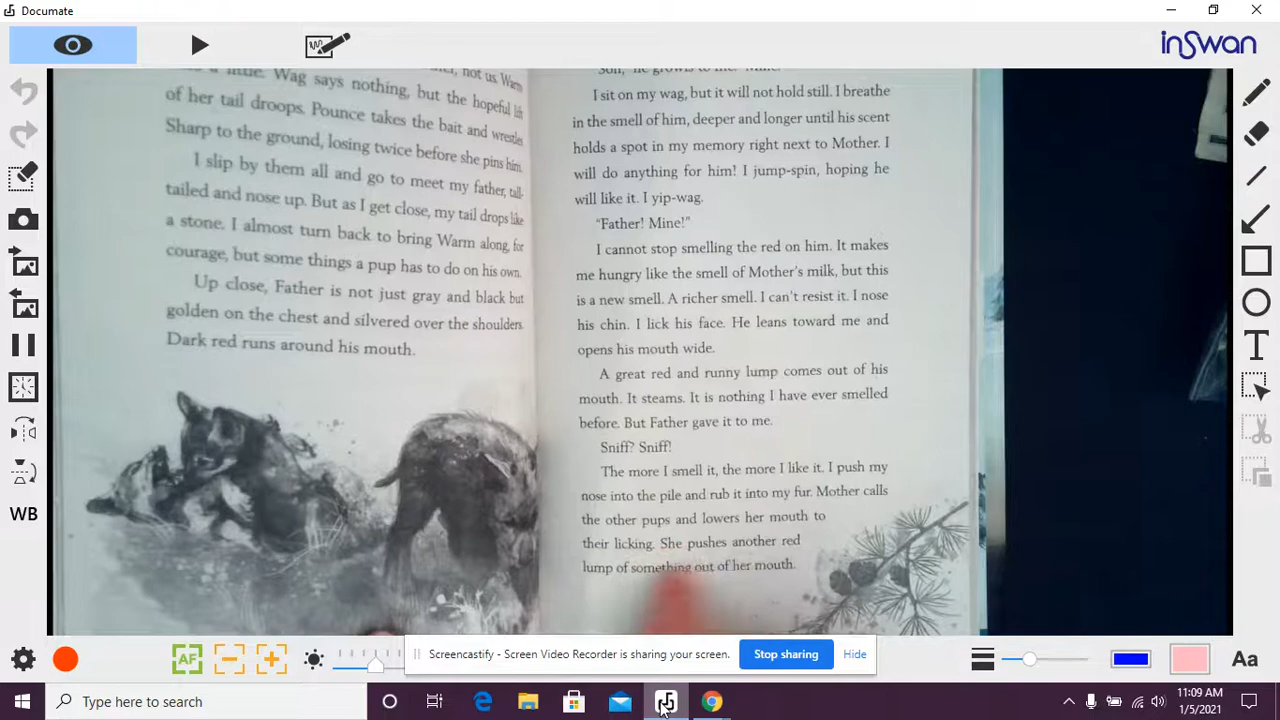 Documate
inSwan
little. Wag says nothing, but the hopeful lift
not us. Warm
of her tail droops. Pounce takes the bait and wrestles
Sharp to the ground, losing twice before she pins him.
I slip by them all and go to meet my father, tall-
tailed and nose up. But as I get close, my tail drops like
a stone. I almost turn back to bring Warm along, for
courage, but some things a pup has to do on his own.
Up close, Father is not just gray and black but
golden on the chest and silvered over the shoulders.
Dark red runs around his mouth.
I sit on my wag, but it will not hold still. I breathe
in the smell of him, deeper and longer until his scent
holds a spot in my memory right next to Mother. I
will do anything for him! I jump-spin, hoping he
will like it. I yip-wag.
“Father! Mine!”
I cannot stop smelling the red on him. It makes
me hungry like the smell of Mother’s milk, but this
is a new smell. A richer smell. I can’t resist it. I nose
his chin. I lick his face. He leans toward me and
opens his mouth wide.
A great red and runny lump comes out of his
mouth. It steams. It is nothing I have ever smelled
before. But Father gave it to me.
Sniff? Sniff!
The more I smell it, the more I like it. I push my
nose into the pile and rub it into my fur. Mother calls
the other pups and lowers her mouth to
their licking. She pushes another red
lump of something out of her mouth.
WB
T
AF
Screencastify - Screen Video Recorder is sharing your screen.
Stop sharing
Hide
Aa
Type here to search
11:09 AM
1/5/2021